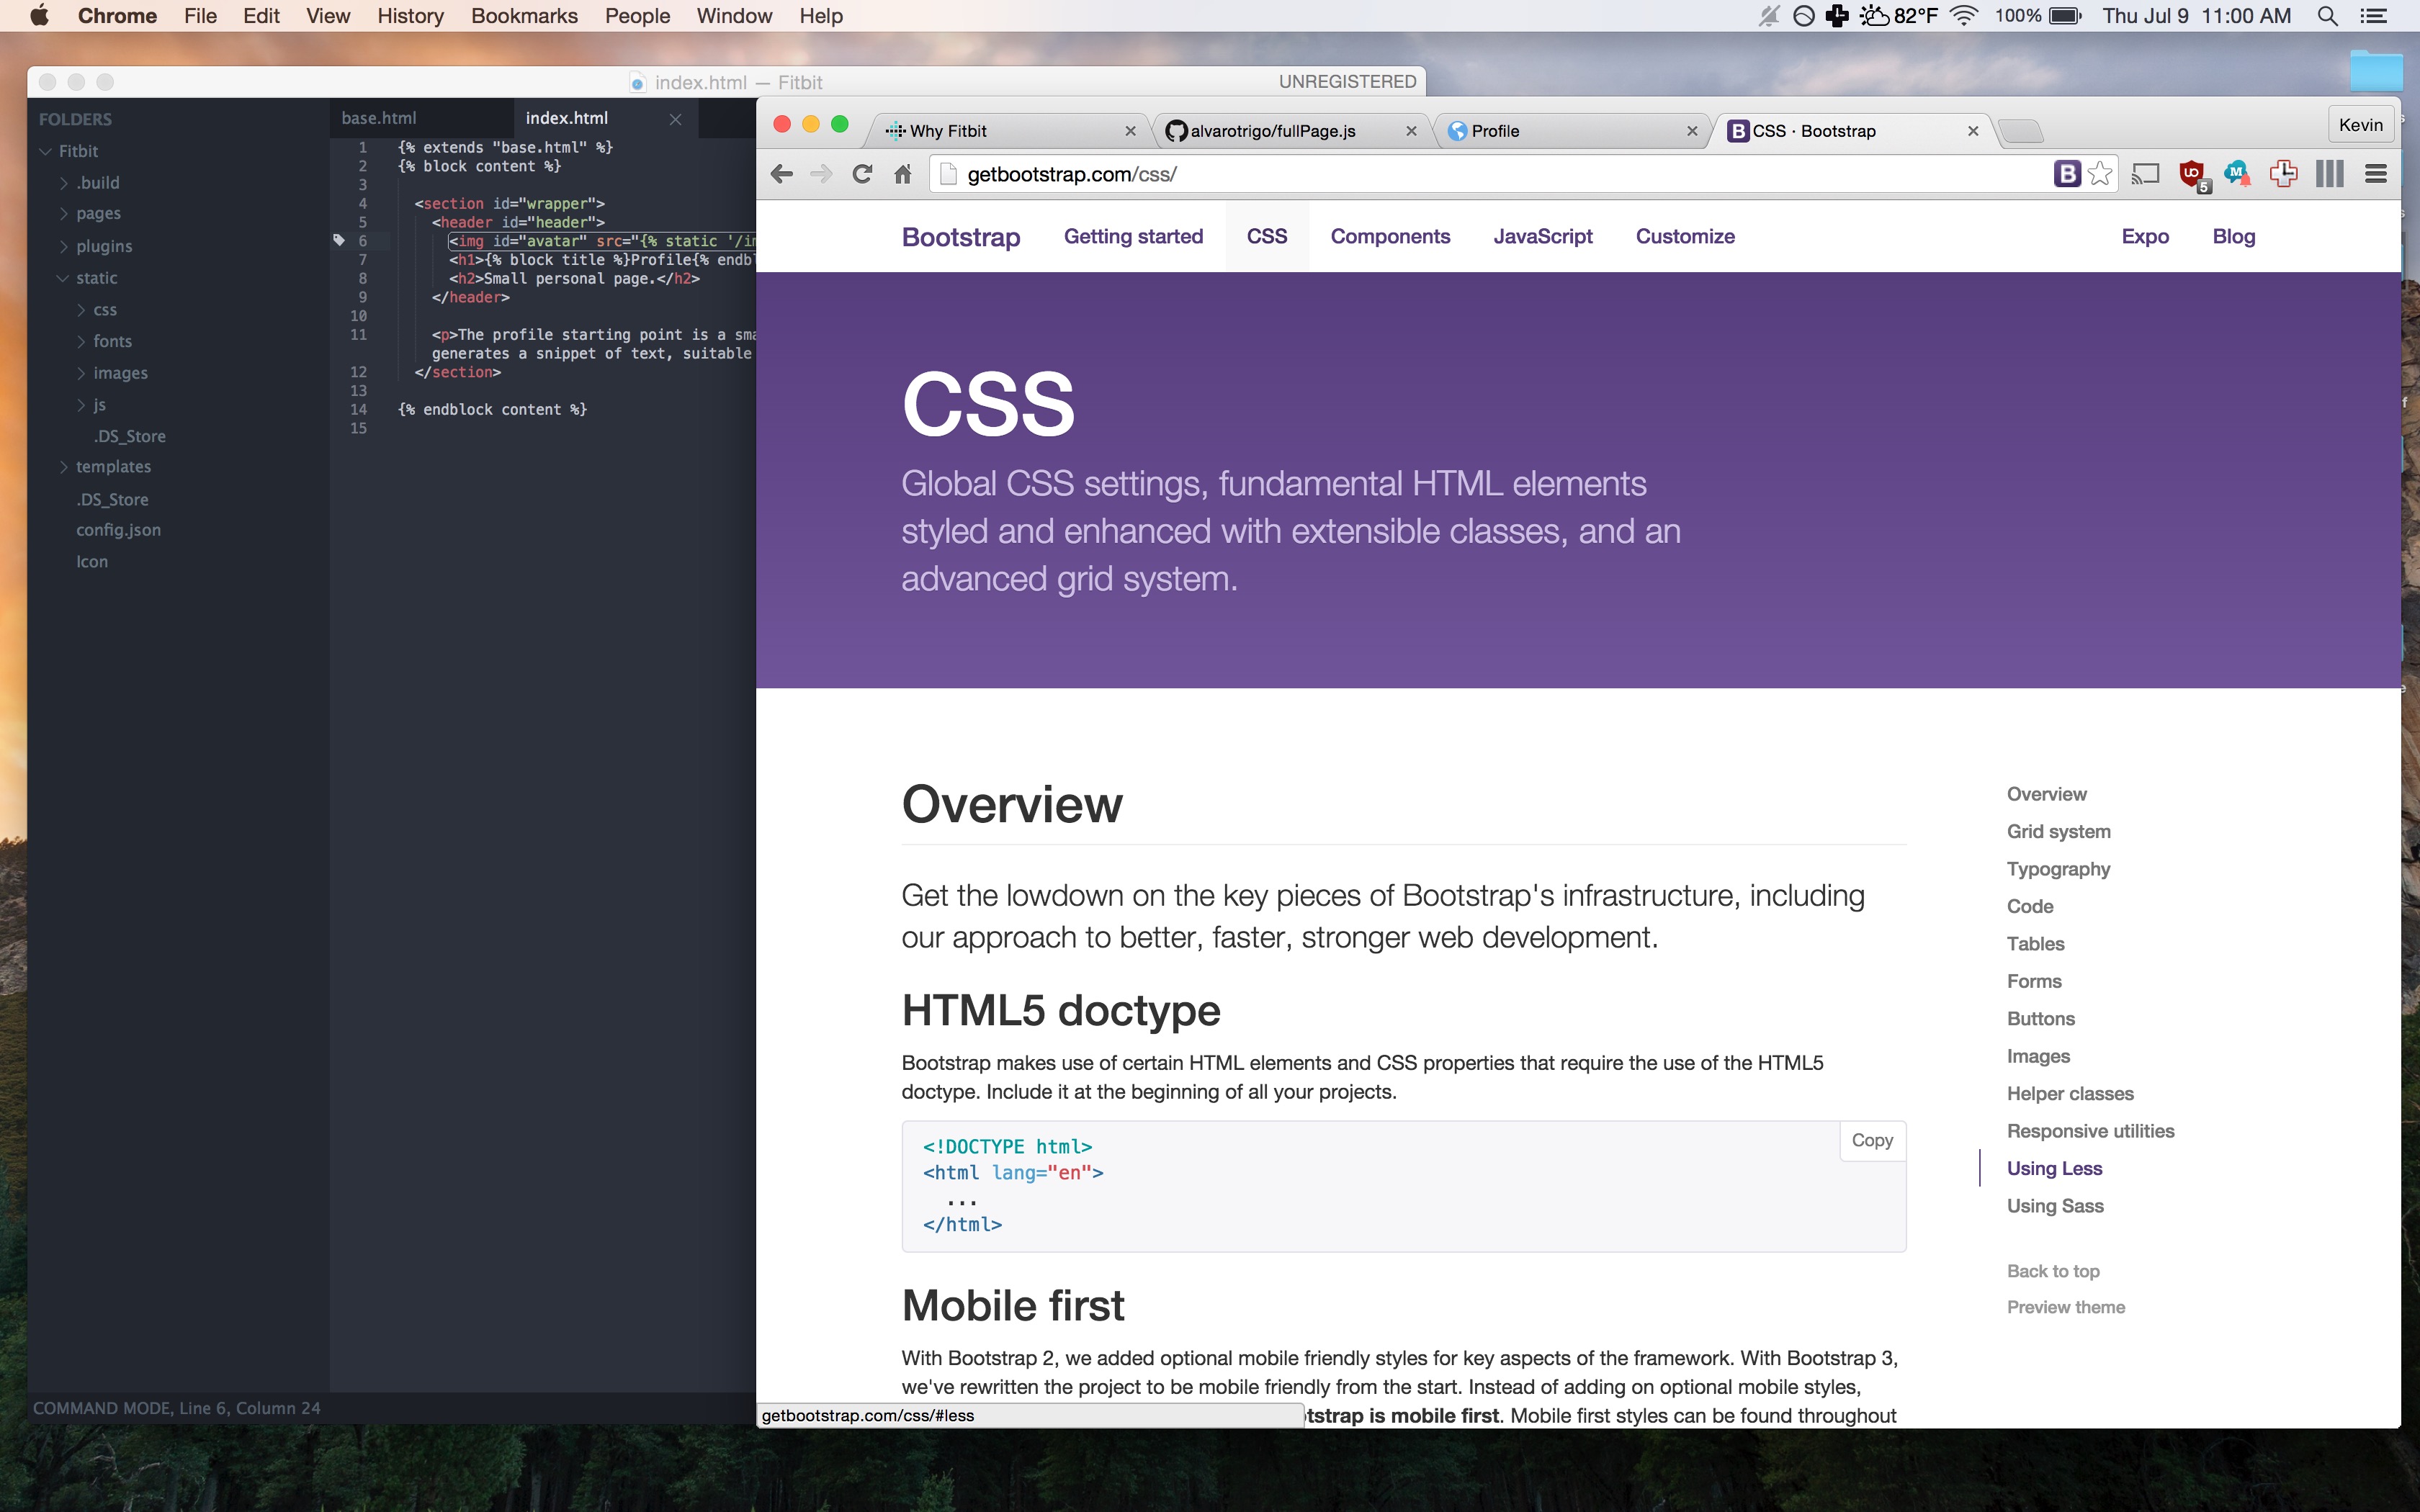 Chrome File Edit View History Bookmarks People Window Help
82°F 100% Thu Jul 9 11:00 AM
index.html — Fitbit
UNREGISTERED
FOLDERS
Fitbit
.build
pages
plugins
static
css
fonts
images
js
.DS_Store
templates
.DS_Store
config.json
Icon
base.html
index.html
1 {% extends "base.html" %}
2 {% block content %}
3
4 <section id="wrapper">
5 <header id="header">
6 <img id="avatar" src="{% static '/im
7 <h1>{% block title %}Profile{% endbl
8 <h2>Small personal page.</h2>
9 </header>
10
11 <p>The profile starting point is a sma
generates a snippet of text, suitable
12 </section>
13
14 {% endblock content %}
15
COMMAND MODE, Line 6, Column 24
Why Fitbit
alvarotrigo/fullPage.js
Profile
B CSS · Bootstrap
Kevin
getbootstrap.com/css/
B
UO
5
M
Bootstrap Getting started CSS Components JavaScript Customize Expo Blog
CSS
Global CSS settings, fundamental HTML elements
styled and enhanced with extensible classes, and an
advanced grid system.
Overview
Get the lowdown on the key pieces of Bootstrap's infrastructure, including
our approach to better, faster, stronger web development.
HTML5 doctype
Bootstrap makes use of certain HTML elements and CSS properties that require the use of the HTML5
doctype. Include it at the beginning of all your projects.
Copy
<!DOCTYPE html>
<html lang="en">
...
</html>
Mobile first
With Bootstrap 2, we added optional mobile friendly styles for key aspects of the framework. With Bootstrap 3,
we've rewritten the project to be mobile friendly from the start. Instead of adding on optional mobile styles,
tstrap is mobile first. Mobile first styles can be found throughout
getbootstrap.com/css/#less
Overview
Grid system
Typography
Code
Tables
Forms
Buttons
Images
Helper classes
Responsive utilities
Using Less
Using Sass
Back to top
Preview theme